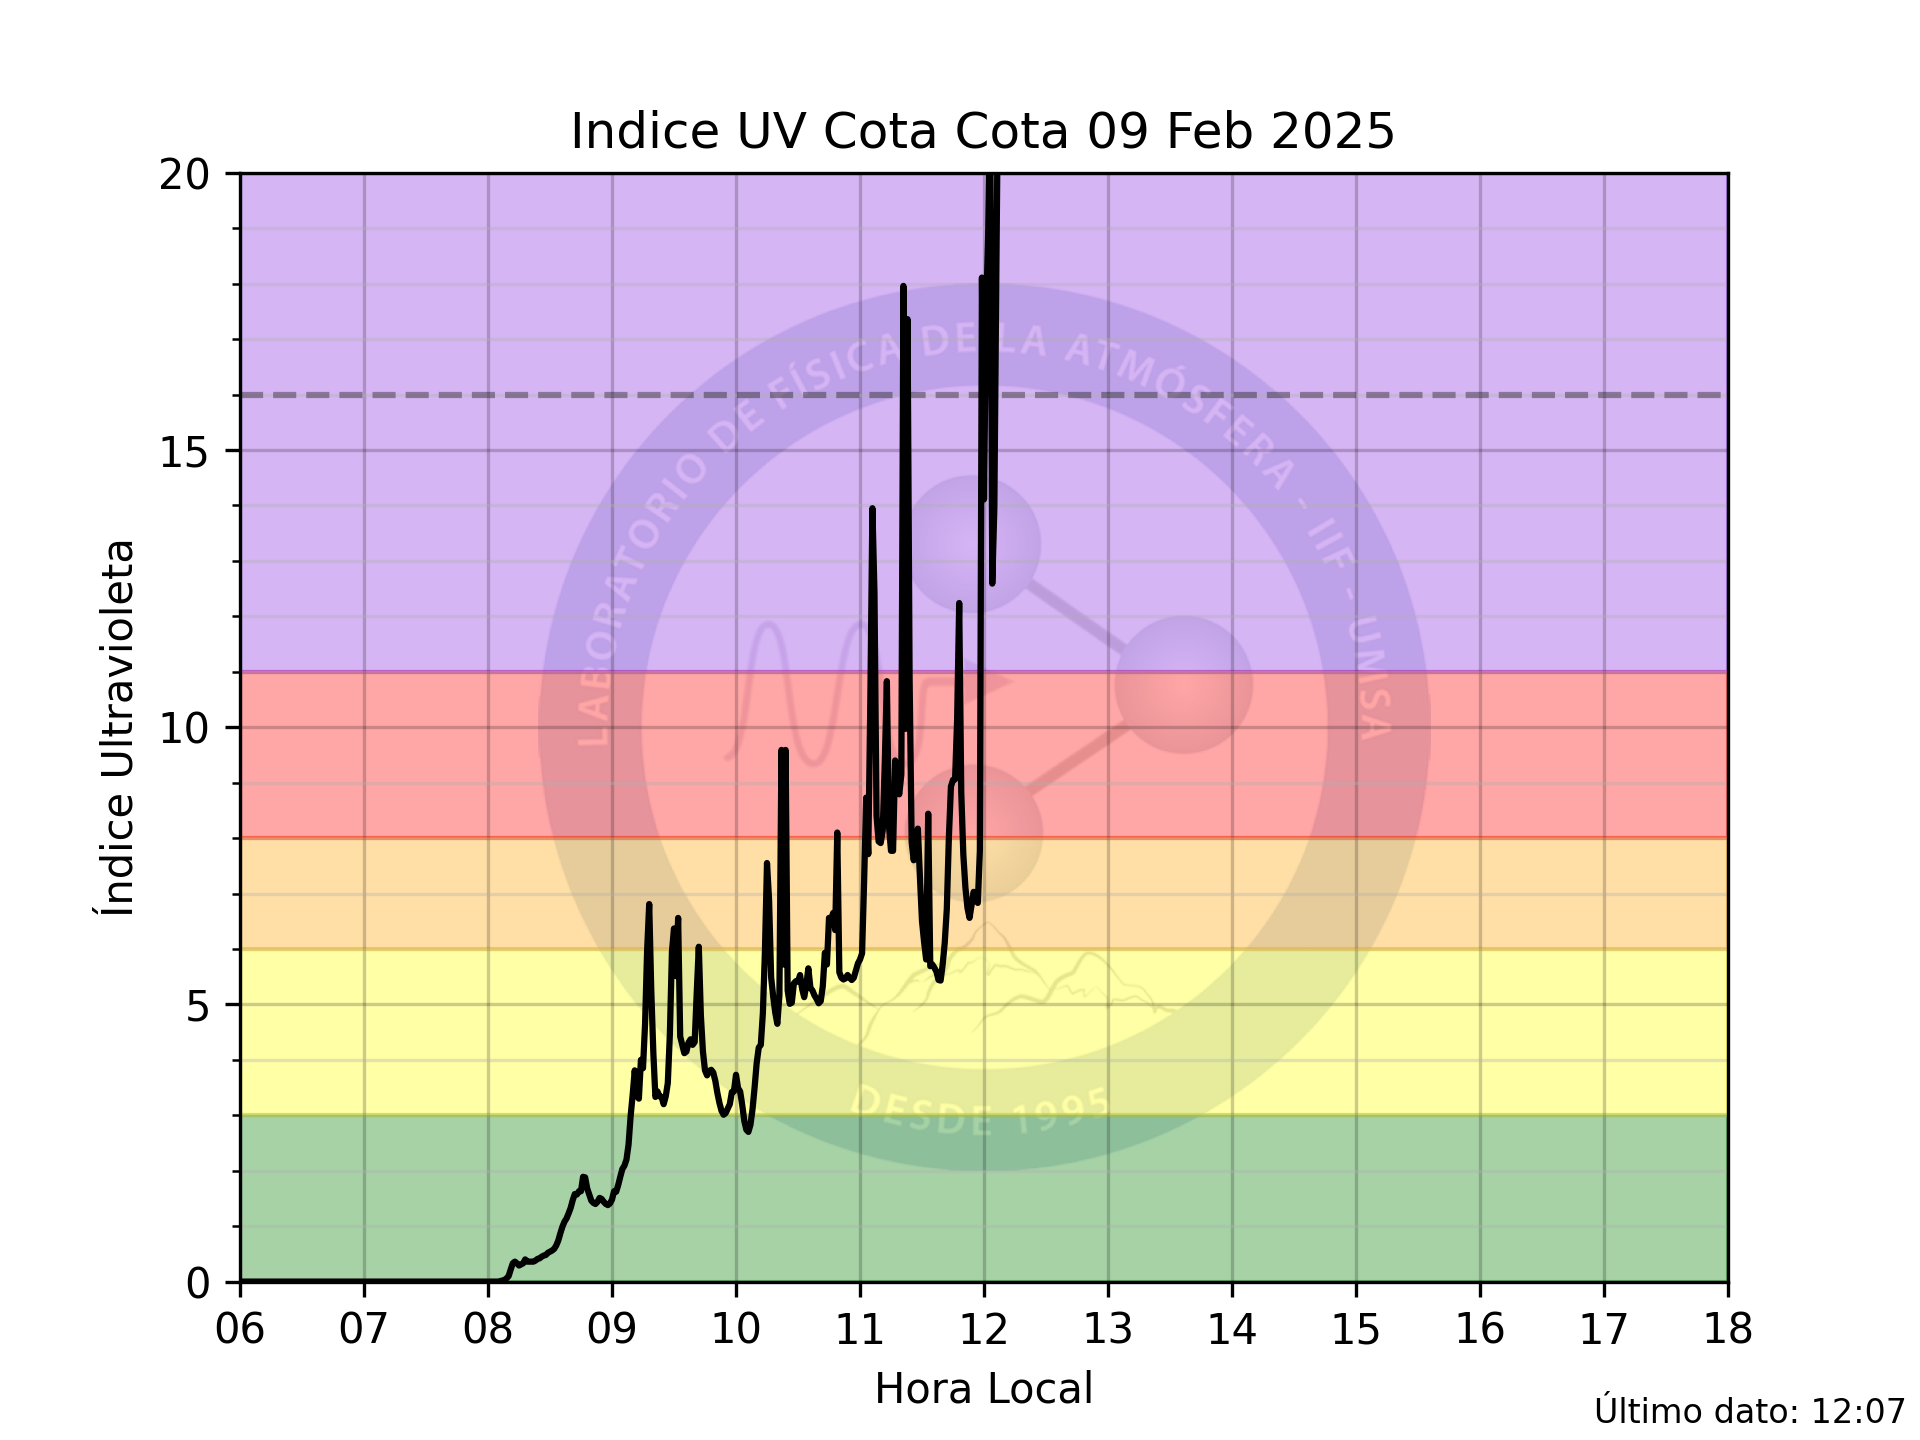 Indice UV Cota Cota 09 Feb 2025
20
15
10
5
0
Índice Ultravioleta
LABORATORIO DE FÍSICA DE LA ATMÓSFERA - IIF - UMSA
DESDE 1995
06 07 08 09 10 11 12 13 14 15 16 17 18
Hora Local
Último dato: 12:07